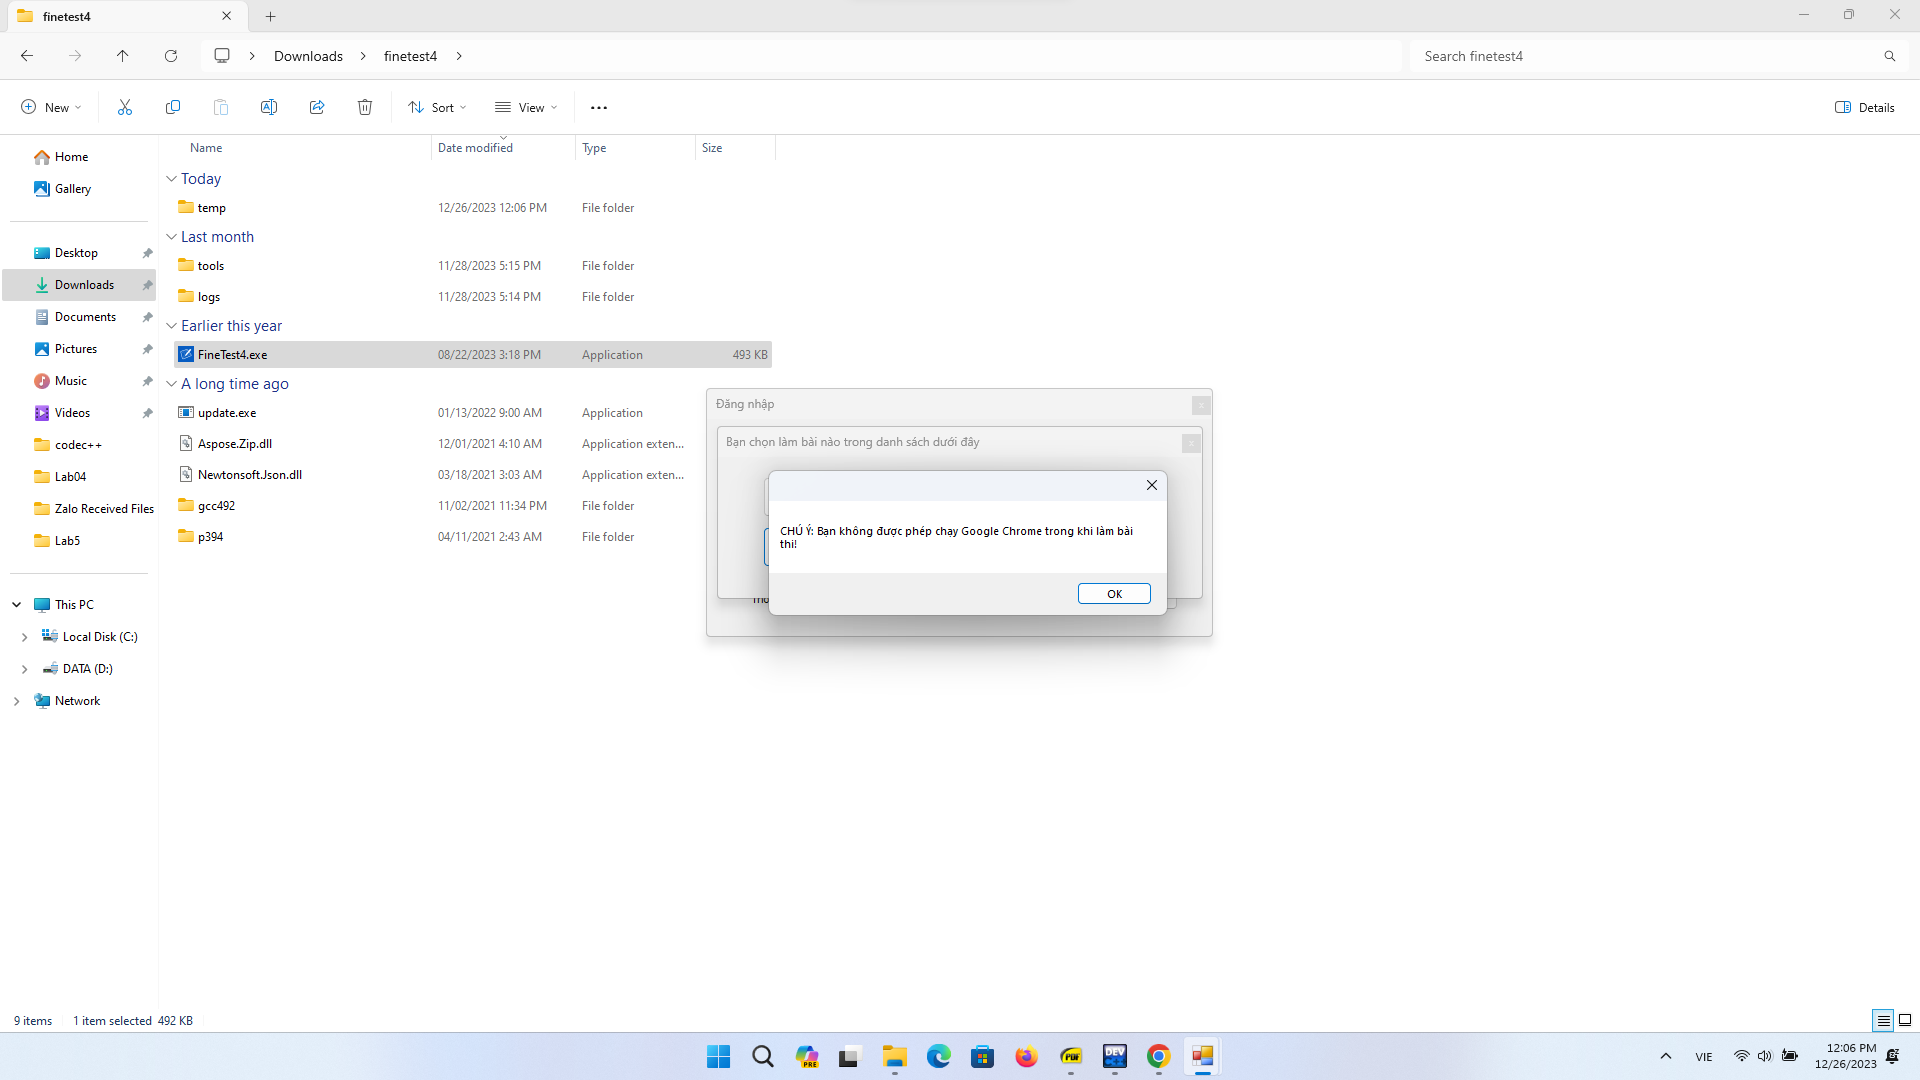 finetest4
Downloads
finetest4
Search finetest4
New
Sort
View
Details
Name
Date modified
Type
Size
Home
Gallery
Desktop
Downloads
Documents
Pictures
Music
Videos
codec++
Lab04
Zalo Received Files
Lab5
This PC
Local Disk (C:)
DATA (D:)
Network
Today
temp 12/26/2023 12:06 PM File folder
Last month
tools 11/28/2023 5:15 PM File folder
logs 11/28/2023 5:14 PM File folder
Earlier this year
FineTest4.exe 08/22/2023 3:18 PM Application 493 KB
A long time ago
update.exe 01/13/2022 9:00 AM Application
Aspose.Zip.dll 12/01/2021 4:10 AM Application exten...
Newtonsoft.Json.dll 03/18/2021 3:03 AM Application exten...
gcc492 11/02/2021 11:34 PM File folder
p394 04/11/2021 2:43 AM File folder
Đăng nhập
Bạn chọn làm bài nào trong danh sách dưới đây
CHÚ Ý: Bạn không được phép chạy Google Chrome trong khi làm bài
thi!
OK
9 items
1 item selected 492 KB
PRE
PDF
DEV
VIE
12:06 PM
12/26/2023